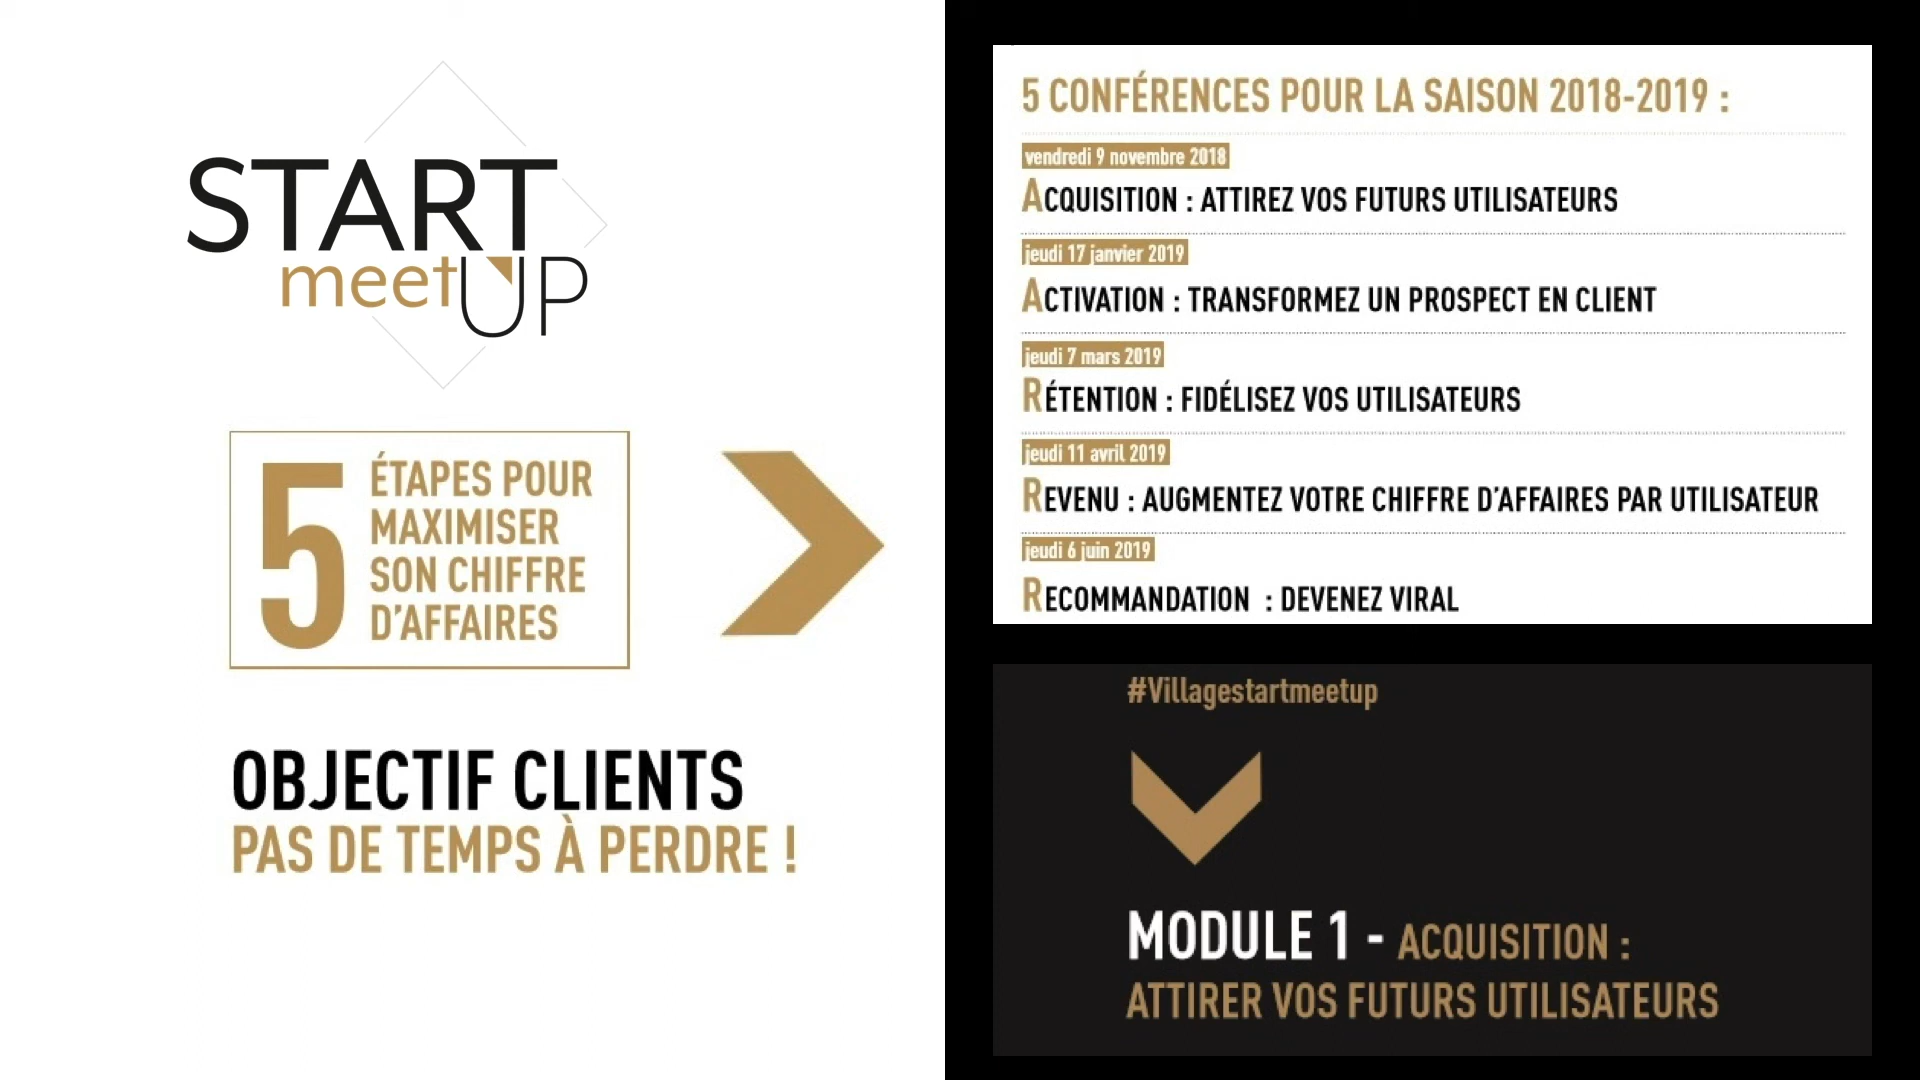 START
meetUP
5 ÉTAPES POUR
MAXIMISER
SON CHIFFRE
D'AFFAIRES
OBJECTIF CLIENTS
PAS DE TEMPS À PERDRE !
5 CONFÉRENCES POUR LA SAISON 2018-2019 :
vendredi 9 novembre 2018
ACQUISITION : ATTIREZ VOS FUTURS UTILISATEURS
jeudi 17 janvier 2019
ACTIVATION : TRANSFORMEZ UN PROSPECT EN CLIENT
jeudi 7 mars 2019
RÉTENTION : FIDÉLISEZ VOS UTILISATEURS
jeudi 11 avril 2019
REVENU : AUGMENTEZ VOTRE CHIFFRE D'AFFAIRES PAR UTILISATEUR
jeudi 6 juin 2019
RECOMMANDATION : DEVENEZ VIRAL
#Villagestartmeetup
MODULE 1 - ACQUISITION :
ATTIRER VOS FUTURS UTILISATEURS